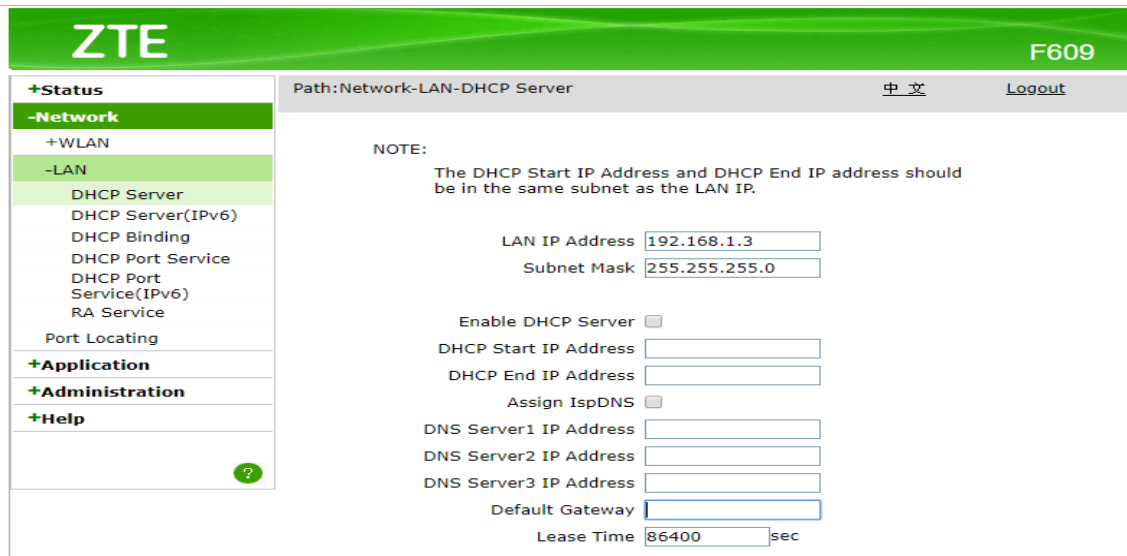 ZTE
F609
+Status
-Network
+WLAN
-LAN
DHCP Server
DHCP Server(IPv6)
DHCP Binding
DHCP Port Service
DHCP Port
Service(IPv6)
RA Service
Port Locating
+Application
+Administration
+Help
?
Path:Network-LAN-DHCP Server
中 文
Logout
NOTE:
The DHCP Start IP Address and DHCP End IP address should
be in the same subnet as the LAN IP.
LAN IP Address 192.168.1.3
Subnet Mask 255.255.255.0
Enable DHCP Server
DHCP Start IP Address
DHCP End IP Address
Assign IspDNS
DNS Server1 IP Address
DNS Server2 IP Address
DNS Server3 IP Address
Default Gateway
Lease Time 86400 sec